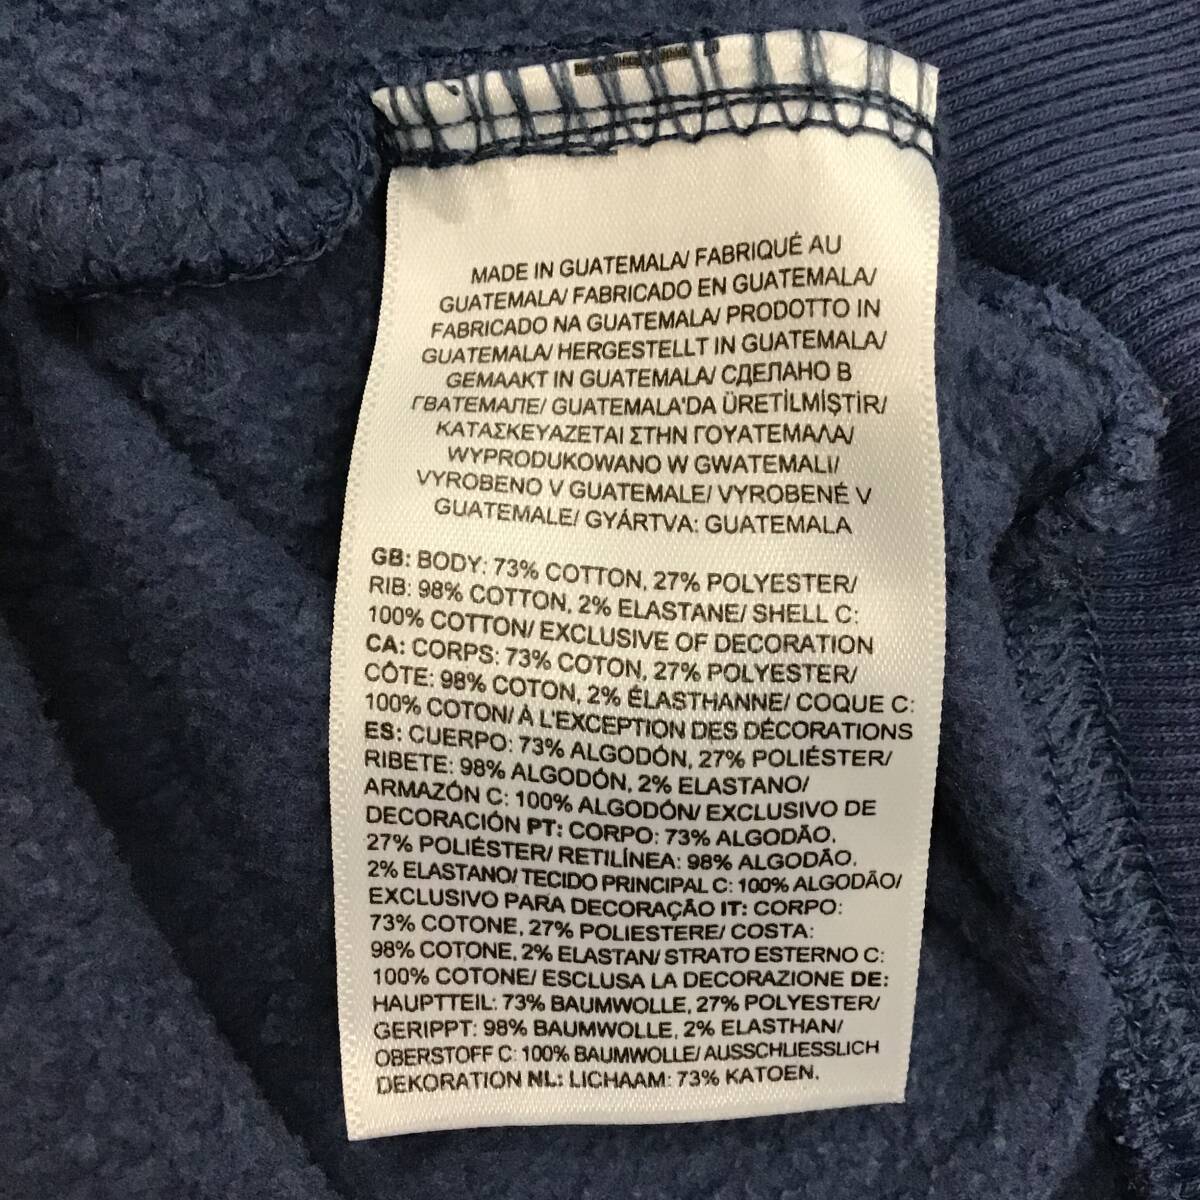 MADE IN GUATEMALA/ FABRIQUÉ AU
GUATEMALA/ FABRICADO EN GUATEMALA/
FABRICADO NA GUATEMALA/ PRODOTTO IN
GUATEMALA/ HERGESTELLT IN GUATEMALA/
GEMAAKT IN GUATEMALA/ СДЕЛАНО В
ГВАТЕМАЛЕ/ GUATEMALA'DA ÜRETİLMİŞTİR/
ΚΑΤΑΣΚΕΥΑΖΕΤΑΙ ΣΤΗΝ ΓΟΥΑΤΕΜΑΛΑ/
WYPRODUKOWANO W GWATEMALI/
VYROBENO V GUATEMALE/ VYROBENÉ V
GUATEMALE/ GYÁRTVA: GUATEMALA
GB: BODY: 73% COTTON, 27% POLYESTER/
RIB: 98% COTTON, 2% ELASTANE/ SHELL C:
100% COTTON/ EXCLUSIVE OF DECORATION
CA: CORPS: 73% COTON, 27% POLYESTER/
CÔTE: 98% COTON, 2% ÉLASTHANNE/ COQUE C:
100% COTON/ À L'EXCEPTION DES DÉCORATIONS
ES: CUERPO: 73% ALGODÓN, 27% POLIÉSTER/
RIBETE: 98% ALGODÓN, 2% ELASTANO/
ARMAZÓN C: 100% ALGODÓN/ EXCLUSIVO DE
DECORACIÓN PT: CORPO: 73% ALGODÃO,
27% POLIÉSTER/ RETILÍNEA: 98% ALGODÃO,
2% ELASTANO/ TECIDO PRINCIPAL C: 100% ALGODÃO/
EXCLUSIVO PARA DECORAÇÃO IT: CORPO:
73% COTONE, 27% POLIESTERE/ COSTA:
98% COTONE, 2% ELASTAN/ STRATO ESTERNO C:
100% COTONE/ ESCLUSA LA DECORAZIONE DE:
HAUPTTEIL: 73% BAUMWOLLE, 27% POLYESTER/
GERIPPT: 98% BAUMWOLLE, 2% ELASTHAN/
OBERSTOFF C: 100% BAUMWOLLE/ AUSSCHLIESSLICH
DEKORATION NL: LICHAAM: 73% KATOEN,